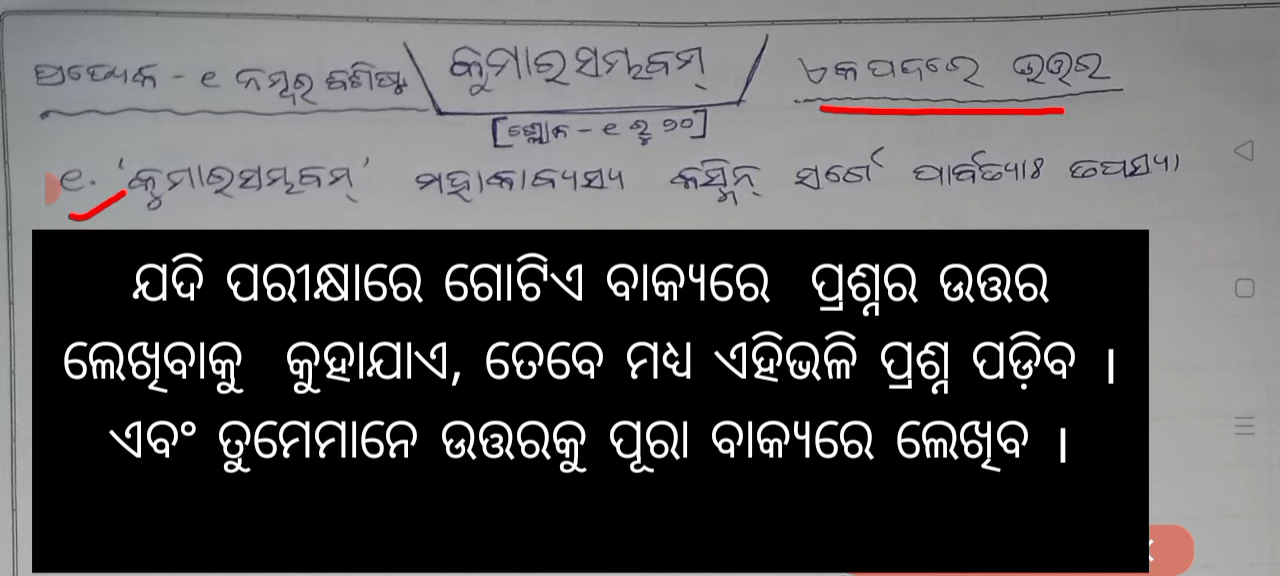 ପ୍ରତ୍ୟେକ - ୧ ନମ୍ବର ବିଶିଷ୍ଟ \ କୁମାରସମ୍ଭବମ୍ / ଏକପଦରେ ଉତ୍ତର
[ଶ୍ଲୋକ - ୧ ରୁ ୨୦]
୧. 'କୁମାରସମ୍ଭବମ୍' ମହାକାବ୍ୟସ୍ୟ କସ୍ମିନ୍ ସର୍ଗେ ପାର୍ବତ୍ୟାଃ ତପସ୍ୟା
ଯଦି ପରୀକ୍ଷାରେ ଗୋଟିଏ ବାକ୍ୟରେ ପ୍ରଶ୍ନର ଉତ୍ତର
ଲେଖିବାକୁ କୁହାଯାଏ, ତେବେ ମଧ୍ୟ ଏହିଭଳି ପ୍ରଶ୍ନ ପଡ଼ିବ ।
ଏବଂ ତୁମେମାନେ ଉତ୍ତରକୁ ପୂରା ବାକ୍ୟରେ ଲେଖିବ ।